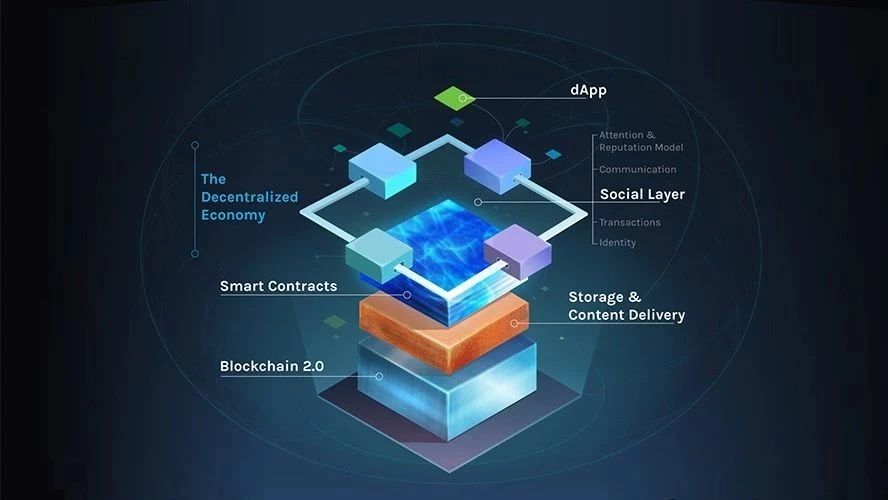 dApp
Attention &
Reputation Model
Communication
Social Layer
Transactions
Identity
The
Decentralized
Economy
Smart Contracts
Storage &
Content Delivery
Blockchain 2.0